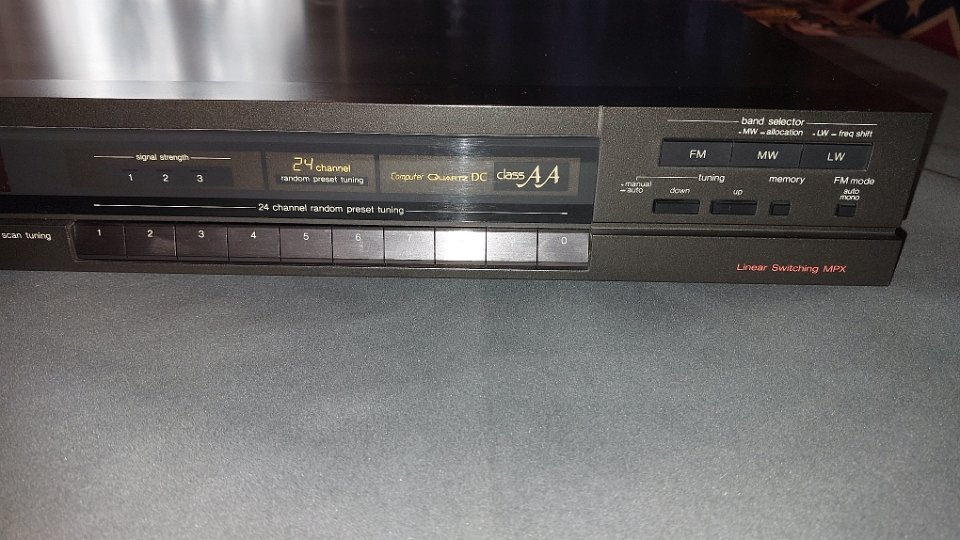 band selector
MW – allocation
LW – freq shift
FM
MW
LW
signal strength
1 2 3
24 channel
random preset tuning
Computer QUARTZ DC
class AA
manual
auto
tuning
down
up
memory
FM mode
auto
mono
24 channel random preset tuning
scan tuning
1 2 3 4 5 6
0
Linear Switching MPX